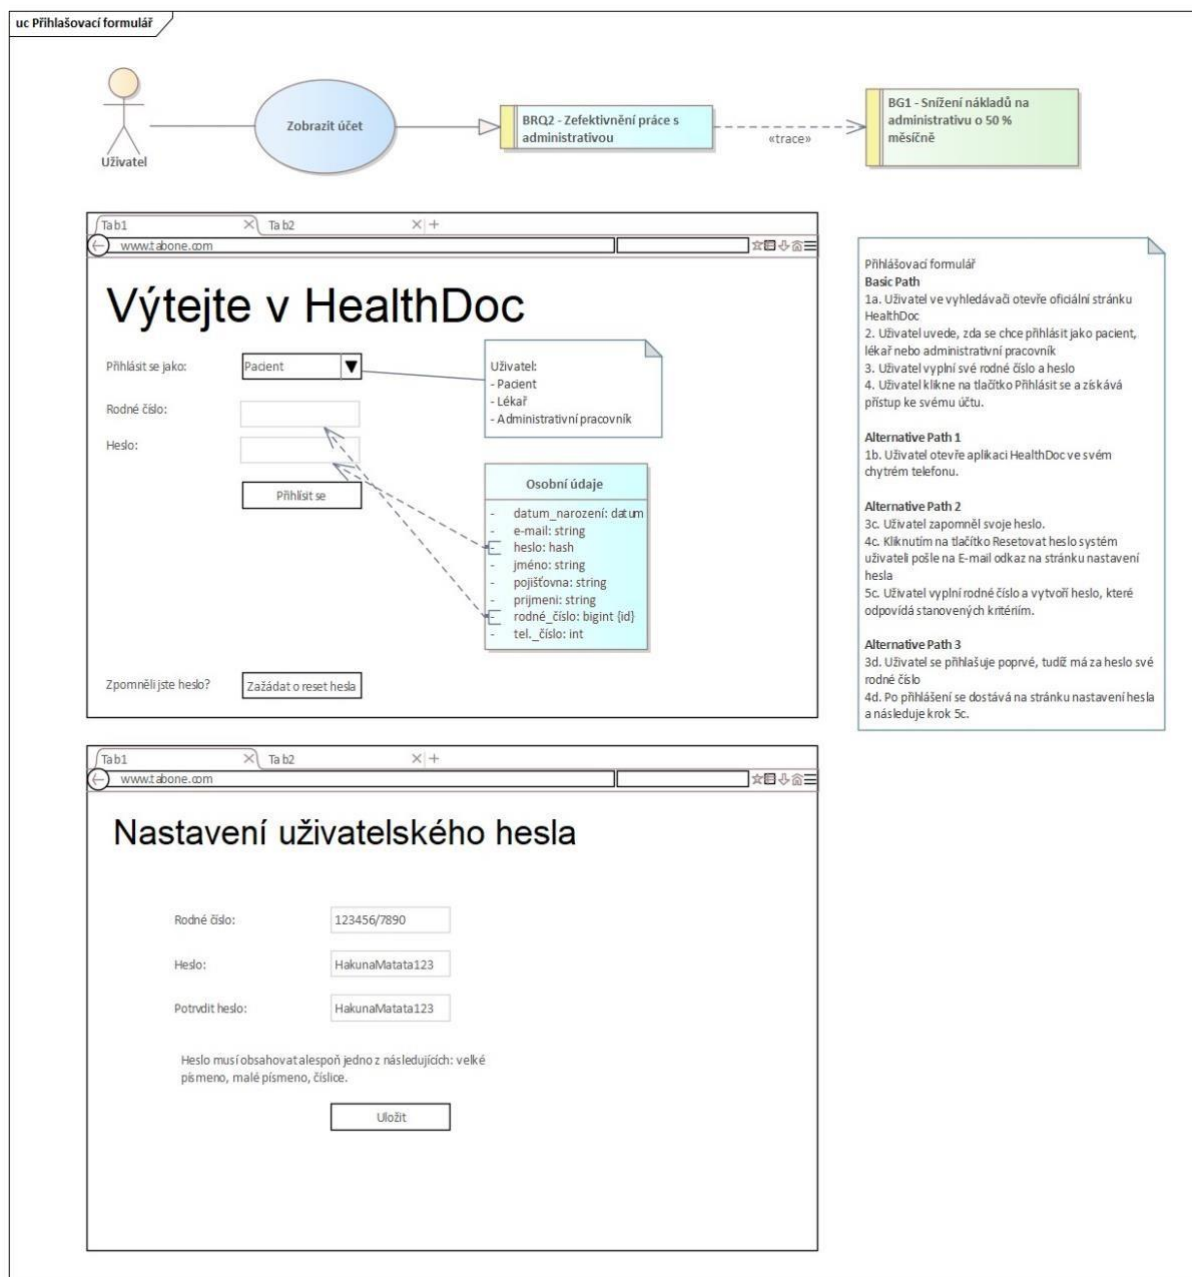 uc Přihlašovací formulář
Uživatel
Zobrazit účet
BRQ2 - Zefektivnění práce s
administrativou
«trace»
BG1 - Snížení nákladů na
administrativu o 50 %
měsíčně
Tab1
Tab2
www.tabone.com
Výtejte v HealthDoc
Přihlásit se jako:
Pacient
Uživatel:
- Pacient
- Lékař
- Administrativní pracovník
Rodné číslo:
Heslo:
Přihlísit se
Osobní údaje
- datum_narození: datum
- e-mail: string
- heslo: hash
- jméno: string
- pojišťovna: string
- prijmeni: string
- rodné_číslo: bigint {id}
- tel._číslo: int
Zpomněli jste heslo?
Zažádat o reset hesla
Přihlášovací formulář
Basic Path
1a. Uživatel ve vyhledávači otevře oficiální stránku
HealthDoc
2. Uživatel uvede, zda se chce přihlásit jako pacient,
lékař nebo administrativní pracovník
3. Uživatel vyplní své rodné číslo a heslo
4. Uživatel klikne na tlačítko Přihlásit se a získává
přístup ke svému účtu.
Alternative Path 1
1b. Uživatel otevře aplikaci HealthDoc ve svém
chytrém telefonu.
Alternative Path 2
3c. Uživatel zapomněl svoje heslo.
4c. Kliknutím na tlačítko Resetovat heslo systém
uživateli pošle na E-mail odkaz na stránku nastavení
hesla
5c. Uživatel vyplní rodné číslo a vytvoří heslo, které
odpovídá stanovených kritériím.
Alternative Path 3
3d. Uživatel se přihlašuje poprvé, tudíž má za heslo své
rodné číslo
4d. Po přihlášení se dostává na stránku nastavení hesla
a následuje krok 5c.
Tab1
Tab2
www.tabone.com
Nastavení uživatelského hesla
Rodné číslo:
123456/7890
Heslo:
HakunaMatata123
Potrvdit heslo:
HakunaMatata123
Heslo musí obsahovat alespoň jedno z následujících: velké
písmeno, malé písmeno, číslice.
Uložit